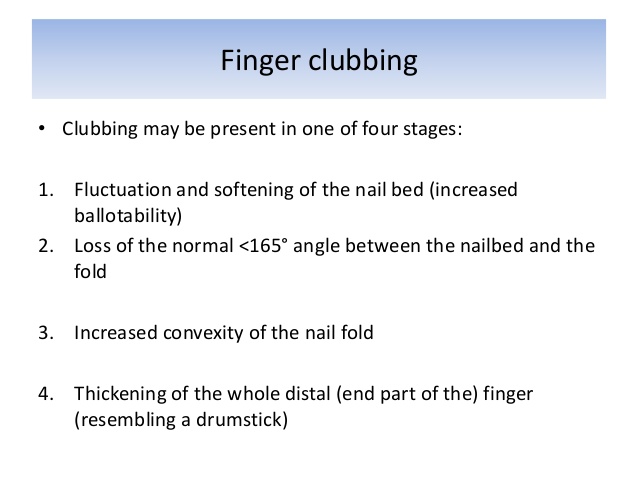 Finger clubbing
• Clubbing may be present in one of four stages:
1. Fluctuation and softening of the nail bed (increased
ballotability)
2. Loss of the normal <165° angle between the nailbed and the
fold
3. Increased convexity of the nail fold
4. Thickening of the whole distal (end part of the) finger
(resembling a drumstick)